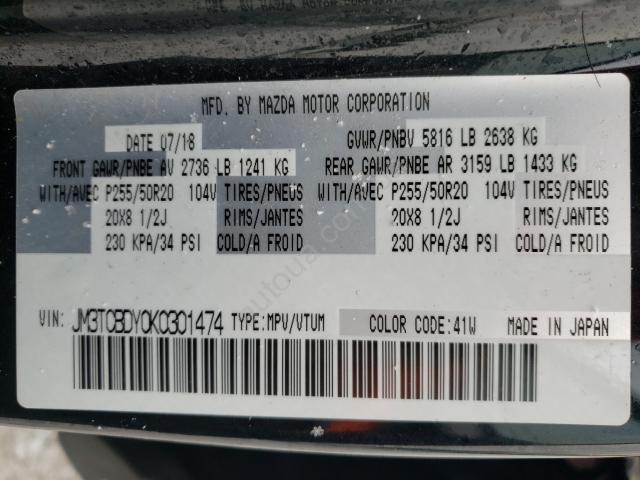 MFD. BY MAZDA MOTOR CORPORATION
DATE 07/18 GVWR/PNBV 5816 LB 2638 KG
FRONT GAWR/PNBE AV 2736 LB 1241 KG REAR GAWR/PNBE AR 3159 LB 1433 KG
WITH/AVEC P255/50R20 104V TIRES/PNEUS WITH/AVEC P255/50R20 104V TIRES/PNEUS
20X8 1/2J RIMS/JANTES 20X8 1/2J RIMS/JANTES
230 KPA/34 PSI COLD/A FROID 230 KPA/34 PSI COLD/A FROID
VIN: JM3TCBDY0K0301474 TYPE:MPV/VTUM COLOR CODE:41W MADE IN JAPAN